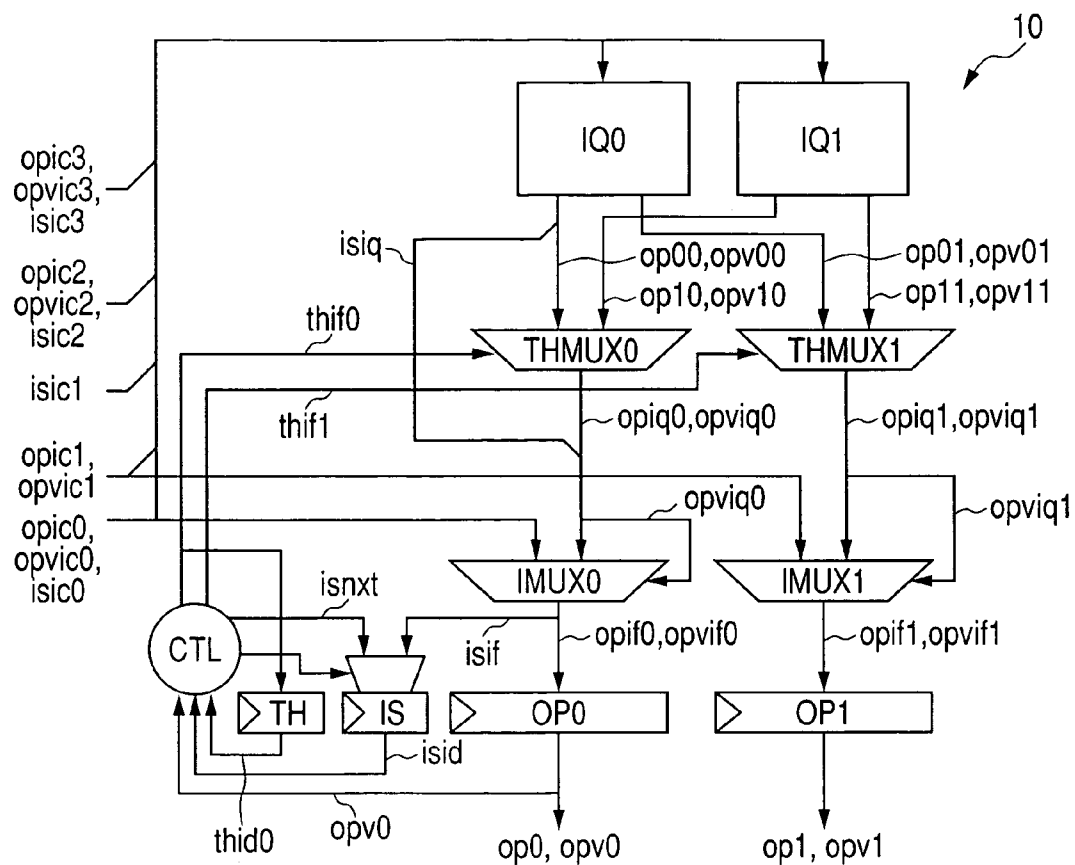 10
IQ0
IQ1
opic3,
opvic3,
isic3
isiq
op00,opv00
op01,opv01
opic2,
opvic2,
isic2
op10,opv10
op11,opv11
thif0
THMUX0
THMUX1
isic1
thif1
opiq0,opviq0
opiq1,opviq1
opic1,
opvic1
opviq0
opviq1
opic0,
opvic0,
isic0
IMUX0
IMUX1
isnxt
isif
opif0,opvif0
opif1,opvif1
CTL
TH
IS
OP0
OP1
isid
thid0
opv0
op0, opv0
op1, opv1